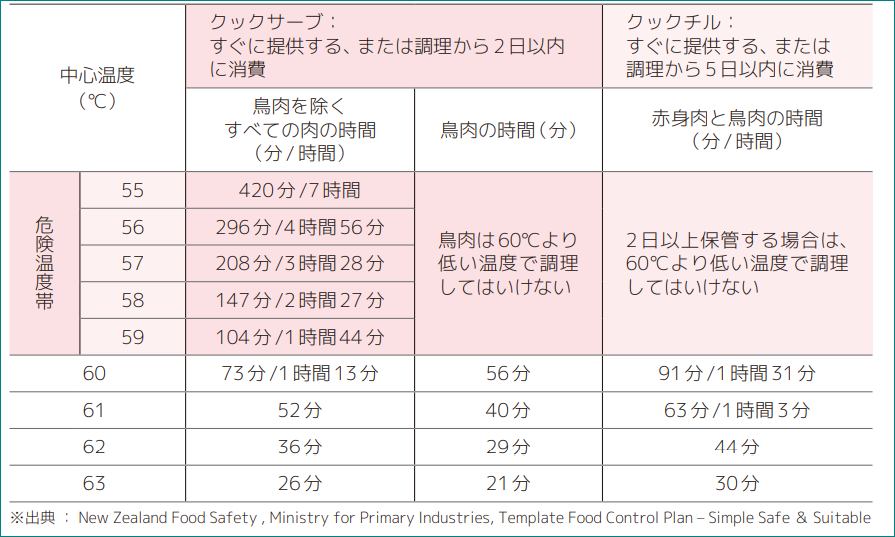 中心温度
（℃）
クックサーブ：
すぐに提供する、または調理から2日以内
に消費
クックチル：
すぐに提供する、または
調理から5日以内に消費
鳥肉を除く
すべての肉の時間
（分/時間）
鳥肉の時間（分）
赤身肉と鳥肉の時間
（分/時間）
危険温度帯
55
420分/7時間
56
296分/4時間56分
57
208分/3時間28分
58
147分/2時間27分
59
104分/1時間44分
鳥肉は60℃より
低い温度で調理
してはいけない
2日以上保管する場合は、
60℃より低い温度で調理
してはいけない
60
73分/1時間13分
56分
91分/1時間31分
61
52分
40分
63分/1時間3分
62
36分
29分
44分
63
26分
21分
30分
※出典 ： New Zealand Food Safety , Ministry for Primary Industries, Template Food Control Plan – Simple Safe & Suitable